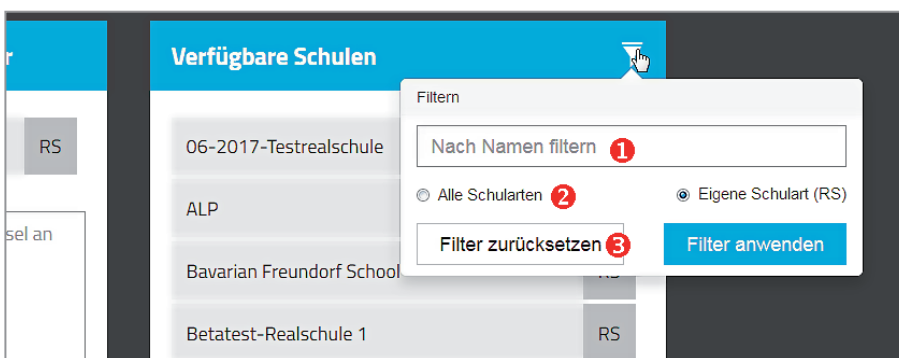 r
Verfügbare Schulen
Filtern
06-2017-Testrealschule
RS
Nach Namen filtern 1
Alle Schularten 2
Eigene Schulart (RS)
ALP
sel an
Filter zurücksetzen 3
Filter anwenden
Bavarian Freundorf School
RS
Betatest-Realschule 1
RS